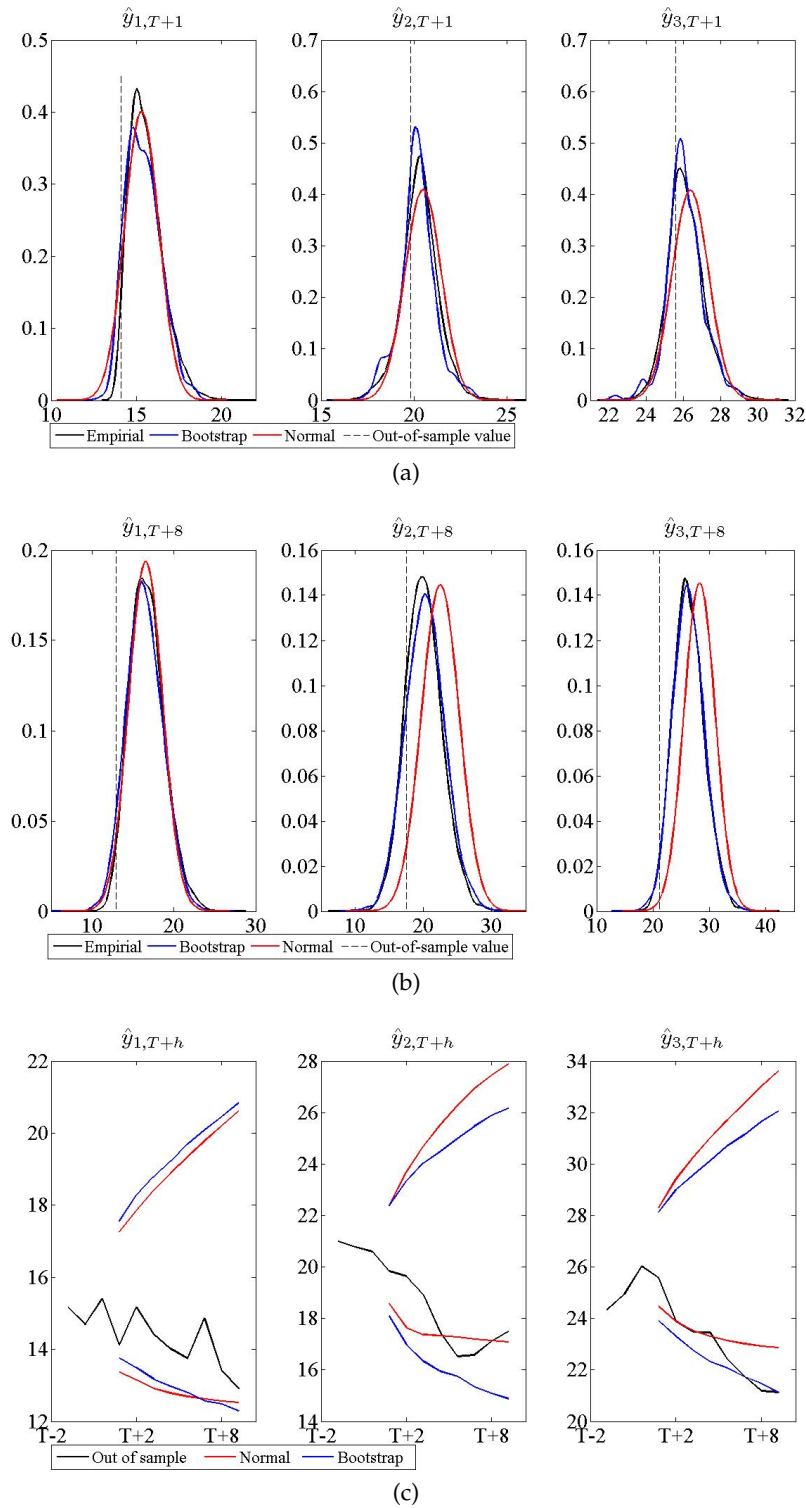 ŷ1,T+1 ŷ2,T+1 ŷ3,T+1
0.5 0.7 0.7
0.6 0.6
0.4
0.5 0.5
0.3 0.4 0.4
0.2 0.3 0.3
0.2 0.2
0.1
0.1 0.1
0 0 0
10 15 20 15 20 25 22 24 26 28 30 32
Empirial Bootstrap Normal Out-of-sample value
(a)
ŷ1,T+8 ŷ2,T+8 ŷ3,T+8
0.2 0.16 0.16
0.14 0.14
0.15 0.12 0.12
0.1 0.1
0.1 0.08 0.08
0.06 0.06
0.05 0.04 0.04
0.02 0.02
0 0 0
10 20 30 10 20 30 10 20 30 40
Empirial Bootstrap Normal Out-of-sample value
(b)
ŷ1,T+h ŷ2,T+h ŷ3,T+h
22 28 34
26 32
20
24 30
18 22 28
16 20 26
18 24
14
16 22
12 14 20
T-2 T+2 T+8 T-2 T+2 T+8 T-2 T+2 T+8
Out of sample Normal Bootstrap
(c)